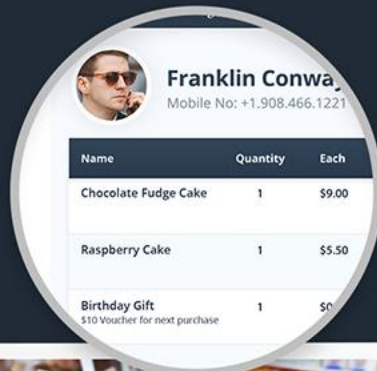 Franklin Conway
Mobile No: +1.908.466.1221
Name Quantity Each
Chocolate Fudge Cake 1 $9.00
Raspberry Cake 1 $5.50
Birthday Gift 1
$10 Voucher for next purchase